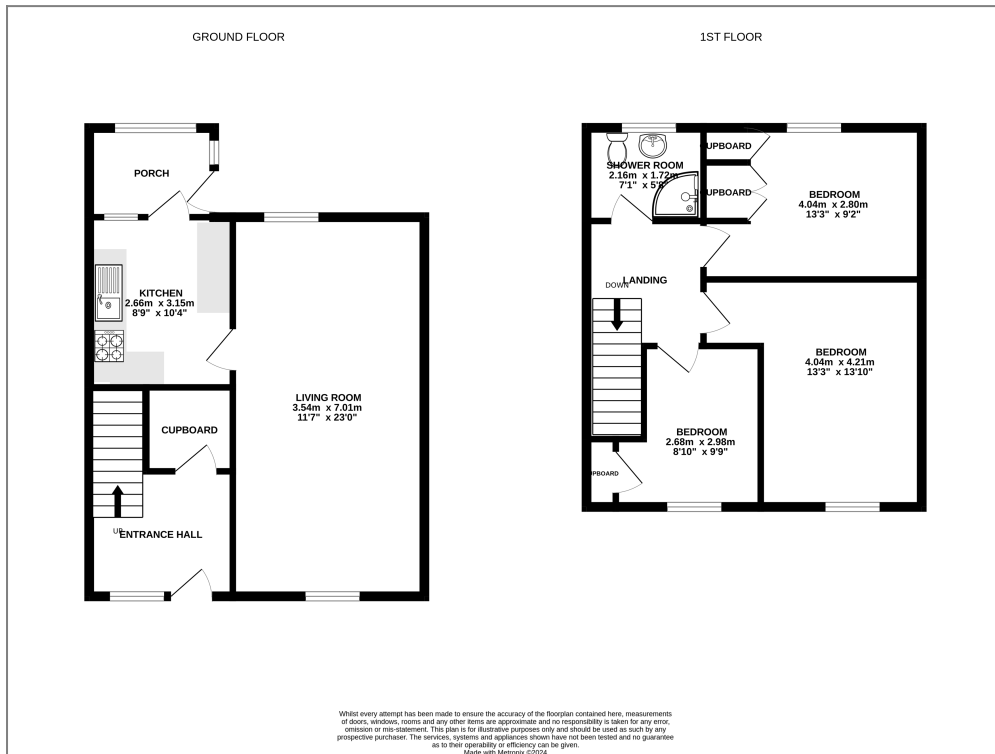 GROUND FLOOR
PORCH
KITCHEN
2.66m x 3.15m
8'9" x 10'4"
LIVING ROOM
3.54m x 7.01m
11'7" x 23'0"
CUPBOARD
UP
ENTRANCE HALL
1ST FLOOR
SHOWER ROOM
2.16m x 1.72m
7'1" x 5'8"
CUPBOARD
CUPBOARD
BEDROOM
4.04m x 2.80m
13'3" x 9'2"
LANDING
DOWN
BEDROOM
4.04m x 4.21m
13'3" x 13'10"
BEDROOM
2.68m x 2.98m
8'10" x 9'9"
CUPBOARD
Whilst every attempt has been made to ensure the accuracy of the floorplan contained here, measurements
of doors, windows, rooms and any other items are approximate and no responsibility is taken for any error,
omission or mis-statement. This plan is for illustrative purposes only and should be used as such by any
prospective purchaser. The services, systems and appliances shown have not been tested and no guarantee
as to their operability or efficiency can be given.
Made with Metropix ©2024